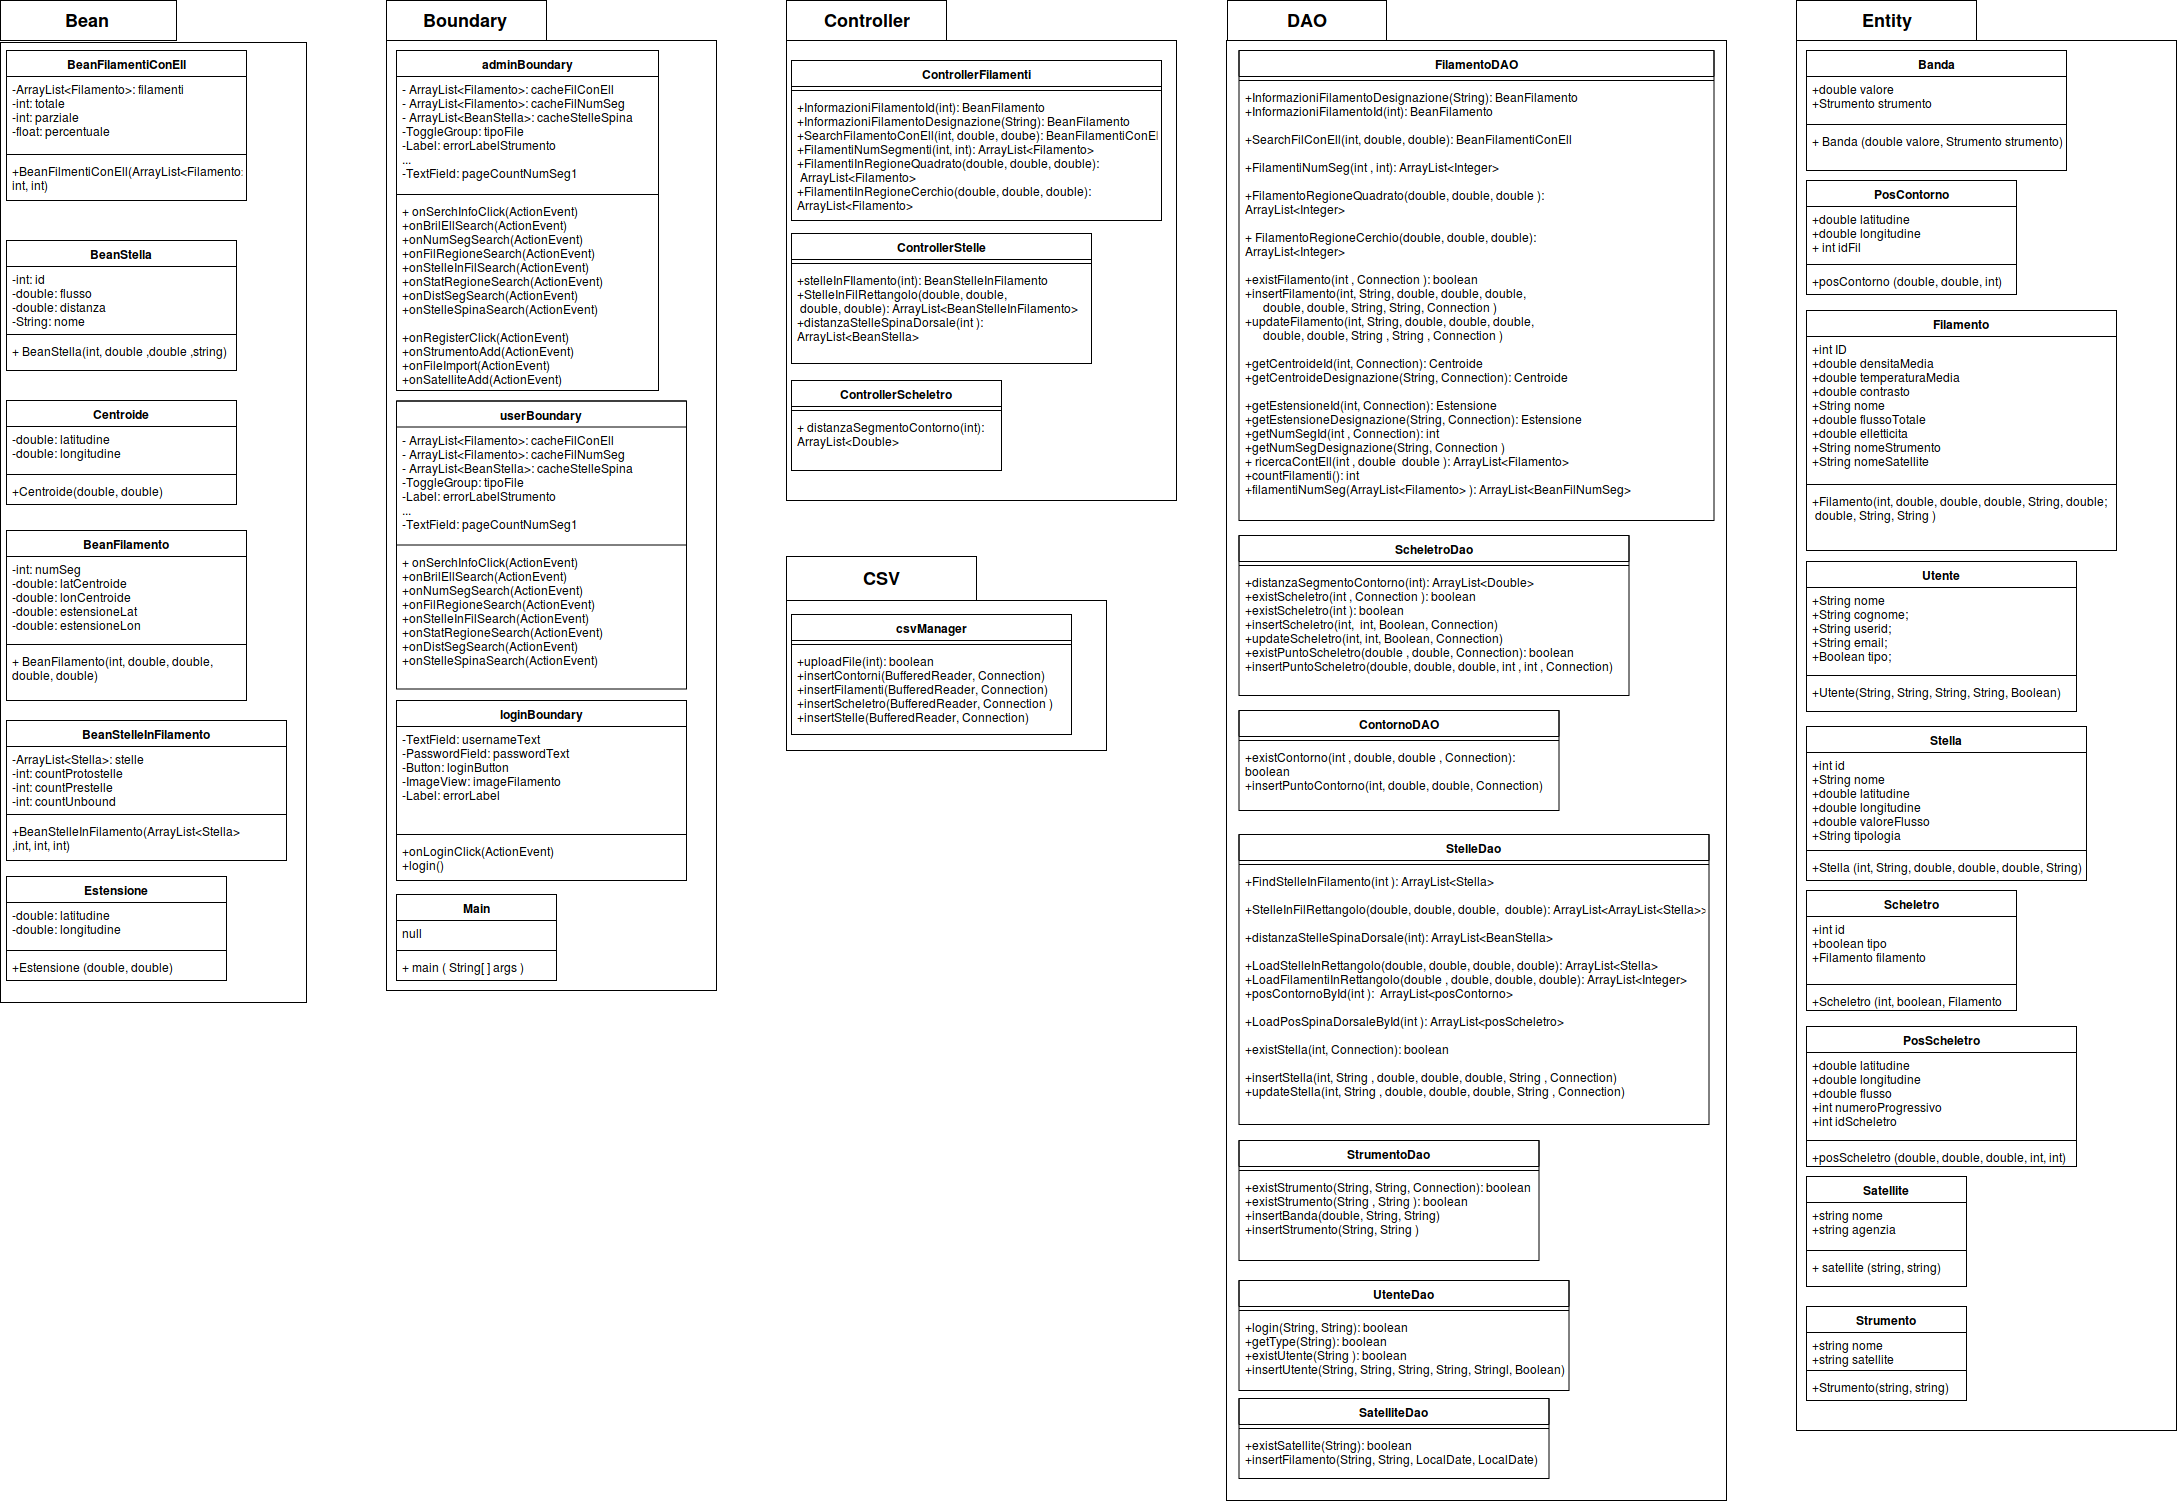 Bean
BeanFilamentiConEll
-ArrayList<Filamento>: filamenti
-int: totale
-int: parziale
-float: percentuale
+BeanFilmentiConEll(ArrayList<Filamento:
int, int)
BeanStella
-int: id
-double: flusso
-double: distanza
-String: nome
+ BeanStella(int, double ,double ,string)
Centroide
-double: latitudine
-double: longitudine
+Centroide(double, double)
BeanFilamento
-int: numSeg
-double: latCentroide
-double: lonCentroide
-double: estensioneLat
-double: estensioneLon
+ BeanFilamento(int, double, double,
double, double)
BeanStelleInFilamento
-ArrayList<Stella>: stelle
-int: countProtostelle
-int: countPrestelle
-int: countUnbound
+BeanStelleInFilamento(ArrayList<Stella>
,int, int, int)
Estensione
-double: latitudine
-double: longitudine
+Estensione (double, double)
Boundary
adminBoundary
- ArrayList<Filamento>: cacheFilConEll
- ArrayList<Filamento>: cacheFilNumSeg
- ArrayList<BeanStella>: cacheStelleSpina
-ToggleGroup: tipoFile
-Label: errorLabelStrumento
...
-TextField: pageCountNumSeg1
+ onSerchInfoClick(ActionEvent)
+onBrilEllSearch(ActionEvent)
+onNumSegSearch(ActionEvent)
+onFilRegioneSearch(ActionEvent)
+onStelleInFilSearch(ActionEvent)
+onStatRegioneSearch(ActionEvent)
+onDistSegSearch(ActionEvent)
+onStelleSpinaSearch(ActionEvent)
+onRegisterClick(ActionEvent)
+onStrumentoAdd(ActionEvent)
+onFileImport(ActionEvent)
+onSatelliteAdd(ActionEvent)
userBoundary
- ArrayList<Filamento>: cacheFilConEll
- ArrayList<Filamento>: cacheFilNumSeg
- ArrayList<BeanStella>: cacheStelleSpina
-ToggleGroup: tipoFile
-Label: errorLabelStrumento
...
-TextField: pageCountNumSeg1
+ onSerchInfoClick(ActionEvent)
+onBrilEllSearch(ActionEvent)
+onNumSegSearch(ActionEvent)
+onFilRegioneSearch(ActionEvent)
+onStelleInFilSearch(ActionEvent)
+onStatRegioneSearch(ActionEvent)
+onDistSegSearch(ActionEvent)
+onStelleSpinaSearch(ActionEvent)
loginBoundary
-TextField: usernameText
-PasswordField: passwordText
-Button: loginButton
-ImageView: imageFilamento
-Label: errorLabel
+onLoginClick(ActionEvent)
+login()
Main
null
+ main ( String[ ] args )
Controller
ControllerFilamenti
+InformazioniFilamentoId(int): BeanFilamento
+InformazioniFilamentoDesignazione(String): BeanFilamento
+SearchFilamentoConEll(int, double, doube): BeanFilamentiConEl
+FilamentiNumSegmenti(int, int): ArrayList<Filamento>
+FilamentiInRegioneQuadrato(double, double, double):
ArrayList<Filamento>
+FilamentiInRegioneCerchio(double, double, double):
ArrayList<Filamento>
ControllerStelle
+stelleInFIlamento(int): BeanStelleInFilamento
+StelleInFilRettangolo(double, double,
double, double): ArrayList<BeanStelleInFilamento>
+distanzaStelleSpinaDorsale(int ):
ArrayList<BeanStella>
ControllerScheletro
+ distanzaSegmentoContorno(int):
ArrayList<Double>
CSV
csvManager
+uploadFile(int): boolean
+insertContorni(BufferedReader, Connection)
+insertFilamenti(BufferedReader, Connection)
+insertScheletro(BufferedReader, Connection )
+insertStelle(BufferedReader, Connection)
DAO
FilamentoDAO
+InformazioniFilamentoDesignazione(String): BeanFilamento
+InformazioniFilamentoId(int): BeanFilamento
+SearchFilConEll(int, double, double): BeanFilamentiConEll
+FilamentiNumSeg(int , int): ArrayList<Integer>
+FilamentoRegioneQuadrato(double, double, double ):
ArrayList<Integer>
+ FilamentoRegioneCerchio(double, double, double):
ArrayList<Integer>
+existFilamento(int , Connection ): boolean
+insertFilamento(int, String, double, double, double,
double, double, String, String, Connection )
+updateFilamento(int, String, double, double, double,
double, double, String , String , Connection )
+getCentroideId(int, Connection): Centroide
+getCentroideDesignazione(String, Connection): Centroide
+getEstensioneId(int, Connection): Estensione
+getEstensioneDesignazione(String, Connection): Estensione
+getNumSegId(int , Connection): int
+getNumSegDesignazione(String, Connection )
+ ricercaContEll(int , double  double ): ArrayList<Filamento>
+countFilamenti(): int
+filamentiNumSeg(ArrayList<Filamento> ): ArrayList<BeanFilNumSeg>
ScheletroDao
+distanzaSegmentoContorno(int): ArrayList<Double>
+existScheletro(int , Connection ): boolean
+existScheletro(int ): boolean
+insertScheletro(int,  int, Boolean, Connection)
+updateScheletro(int, int, Boolean, Connection)
+existPuntoScheletro(double , double, Connection): boolean
+insertPuntoScheletro(double, double, double, int , int , Connection)
ContornoDAO
+existContorno(int , double, double , Connection):
boolean
+insertPuntoContorno(int, double, double, Connection)
StelleDao
+FindStelleInFilamento(int ): ArrayList<Stella>
+StelleInFilRettangolo(double, double, double,  double): ArrayList<ArrayList<Stella>>
+distanzaStelleSpinaDorsale(int): ArrayList<BeanStella>
+LoadStelleInRettangolo(double, double, double, double): ArrayList<Stella>
+LoadFilamentiInRettangolo(double , double, double, double): ArrayList<Integer>
+posContornoById(int ):  ArrayList<posContorno>
+LoadPosSpinaDorsaleById(int ): ArrayList<posScheletro>
+existStella(int, Connection): boolean
+insertStella(int, String , double, double, double, String , Connection)
+updateStella(int, String , double, double, double, String , Connection)
StrumentoDao
+existStrumento(String, String, Connection): boolean
+existStrumento(String , String ): boolean
+insertBanda(double, String, String)
+insertStrumento(String, String )
UtenteDao
+login(String, String): boolean
+getType(String): boolean
+existUtente(String ): boolean
+insertUtente(String, String, String, String, Stringl, Boolean)
SatelliteDao
+existSatellite(String): boolean
+insertFilamento(String, String, LocalDate, LocalDate)
Entity
Banda
+double valore
+Strumento strumento
+ Banda (double valore, Strumento strumento)
PosContorno
+double latitudine
+double longitudine
+ int idFil
+posContorno (double, double, int)
Filamento
+int ID
+double densitaMedia
+double temperaturaMedia
+double contrasto
+String nome
+double flussoTotale
+double elletticita
+String nomeStrumento
+String nomeSatellite
+Filamento(int, double, double, double, String, double;
double, String, String )
Utente
+String nome
+String cognome;
+String userid;
+String email;
+Boolean tipo;
+Utente(String, String, String, String, Boolean)
Stella
+int id
+String nome
+double latitudine
+double longitudine
+double valoreFlusso
+String tipologia
+Stella (int, String, double, double, double, String)
Scheletro
+int id
+boolean tipo
+Filamento filamento
+Scheletro (int, boolean, Filamento
PosScheletro
+double latitudine
+double longitudine
+double flusso
+int numeroProgressivo
+int idScheletro
+posScheletro (double, double, double, int, int)
Satellite
+string nome
+string agenzia
+ satellite (string, string)
Strumento
+string nome
+string satellite
+Strumento(string, string)